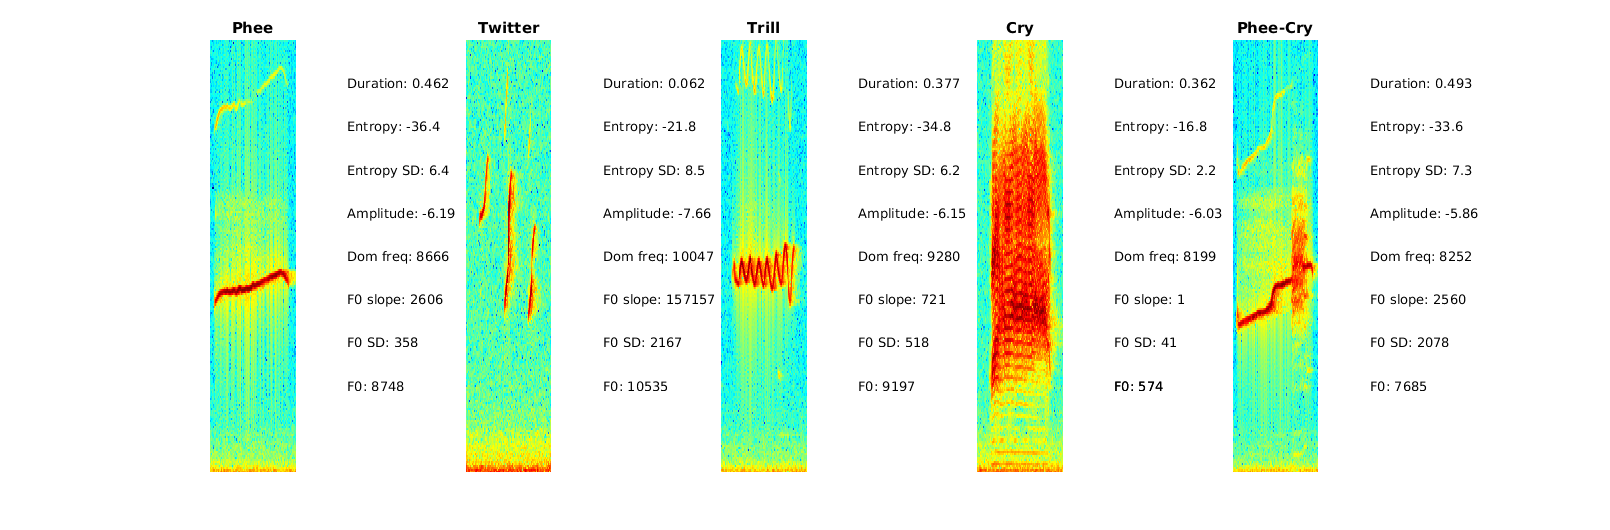 Phee
Duration: 0.462
Entropy: -36.4
Entropy SD: 6.4
Amplitude: -6.19
Dom freq: 8666
F0 slope: 2606
F0 SD: 358
F0: 8748
Twitter
Duration: 0.062
Entropy: -21.8
Entropy SD: 8.5
Amplitude: -7.66
Dom freq: 10047
F0 slope: 157157
F0 SD: 2167
F0: 10535
Trill
Duration: 0.377
Entropy: -34.8
Entropy SD: 6.2
Amplitude: -6.15
Dom freq: 9280
F0 slope: 721
F0 SD: 518
F0: 9197
Cry
Duration: 0.362
Entropy: -16.8
Entropy SD: 2.2
Amplitude: -6.03
Dom freq: 8199
F0 slope: 1
F0 SD: 41
F0: 574
Phee-Cry
Duration: 0.493
Entropy: -33.6
Entropy SD: 7.3
Amplitude: -5.86
Dom freq: 8252
F0 slope: 2560
F0 SD: 2078
F0: 7685